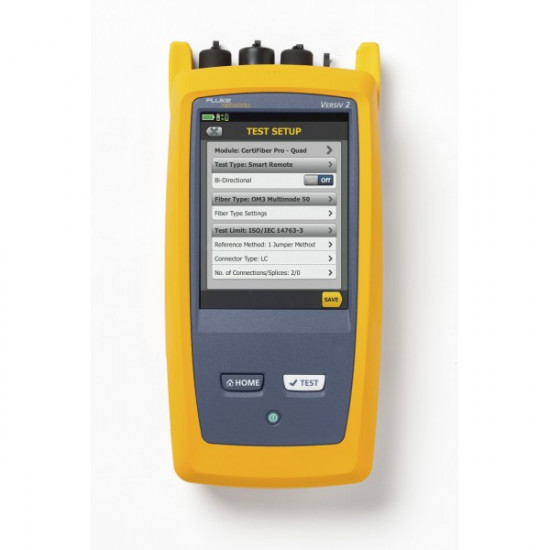 FLUKE
networks
VERSIV 2
TEST SETUP
Module: CertiFiber Pro - Quad
Test Type: Smart Remote
Bi-Directional Off
Fiber Type: OM3 Multimode 50
Fiber Type Settings
Test Limit: ISO/IEC 14763-3
Reference Method: 1 Jumper Method
Connector Type: LC
No. of Connections/Splices: 2/0
SAVE
HOME
TEST